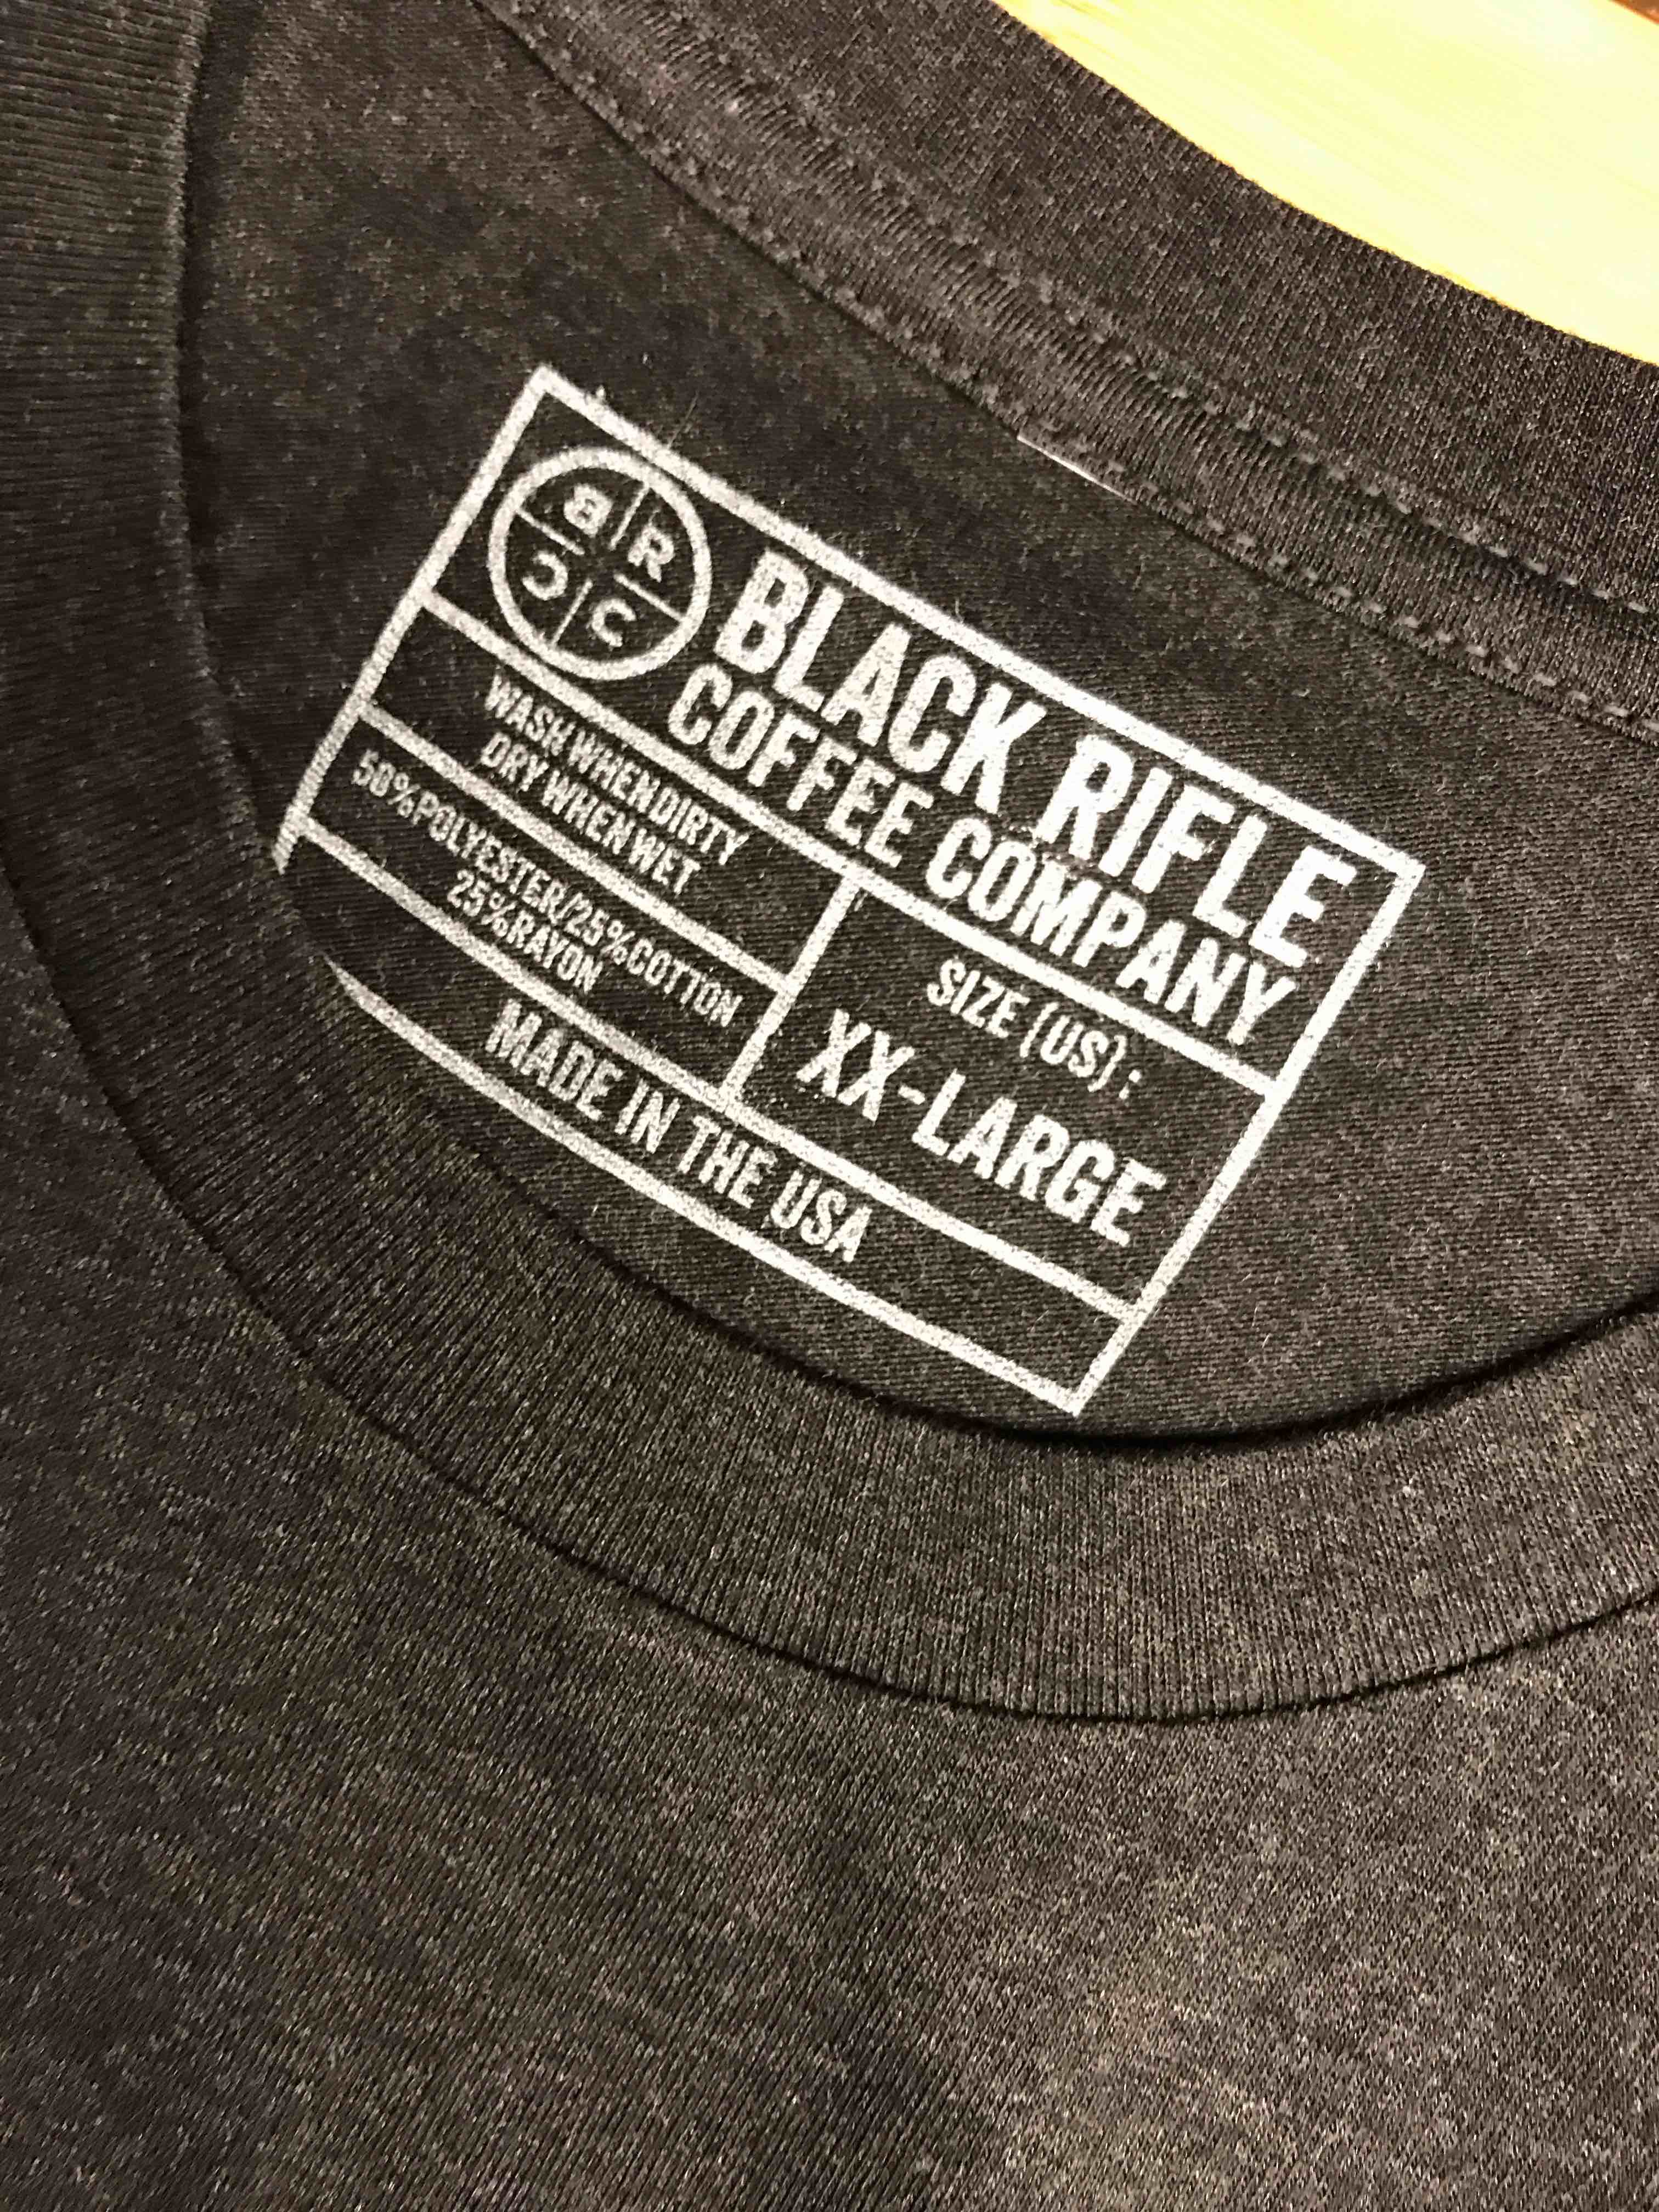 B R
C C
BLACK RIFLE
COFFEE COMPANY
WASH WHEN DIRTY
DRY WHEN WET
50% POLYESTER/25% COTTON
25% RAYON
SIZE (US) :
XX-LARGE
MADE IN THE USA